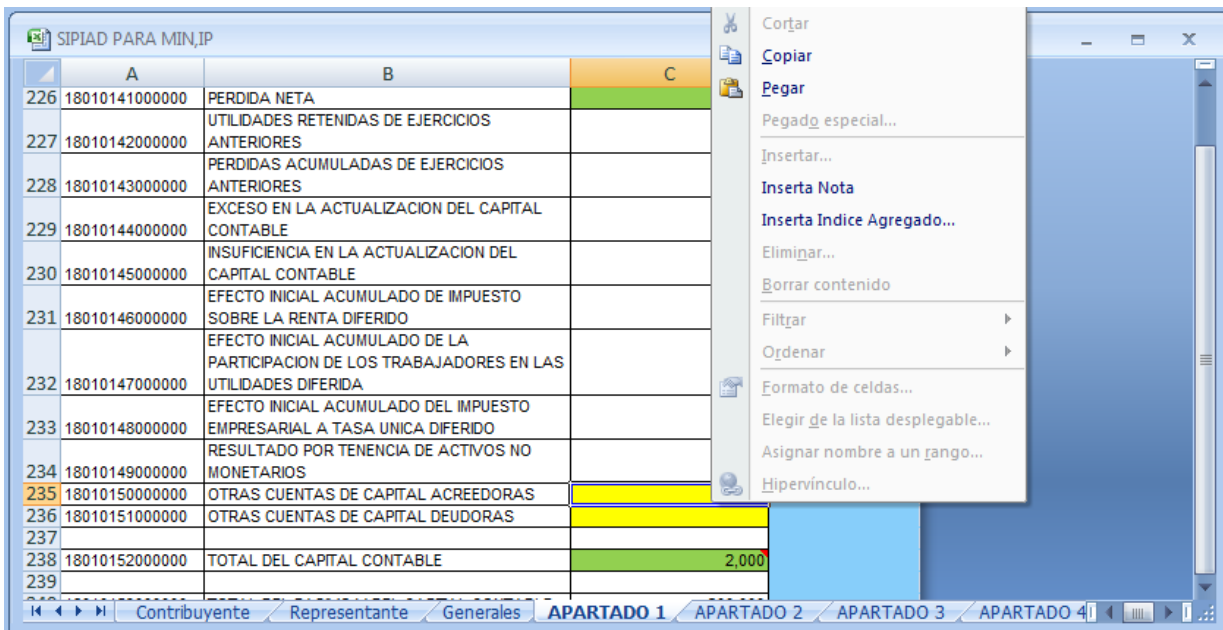 SIPIAD PARA MIN,IP
A B C
226 18010141000000 PERDIDA NETA
UTILIDADES RETENIDAS DE EJERCICIOS
227 18010142000000 ANTERIORES
PERDIDAS ACUMULADAS DE EJERCICIOS
228 18010143000000 ANTERIORES
EXCESO EN LA ACTUALIZACION DEL CAPITAL
229 18010144000000 CONTABLE
INSUFICIENCIA EN LA ACTUALIZACION DEL
230 18010145000000 CAPITAL CONTABLE
EFECTO INICIAL ACUMULADO DE IMPUESTO
231 18010146000000 SOBRE LA RENTA DIFERIDO
EFECTO INICIAL ACUMULADO DE LA
PARTICIPACION DE LOS TRABAJADORES EN LAS
232 18010147000000 UTILIDADES DIFERIDA
EFECTO INICIAL ACUMULADO DEL IMPUESTO
233 18010148000000 EMPRESARIAL A TASA UNICA DIFERIDO
RESULTADO POR TENENCIA DE ACTIVOS NO
234 18010149000000 MONETARIOS
235 18010150000000 OTRAS CUENTAS DE CAPITAL ACREEDORAS
236 18010151000000 OTRAS CUENTAS DE CAPITAL DEUDORAS
237
238 18010152000000 TOTAL DEL CAPITAL CONTABLE 2,000
239
Cortar
Copiar
Pegar
Pegado especial...
Insertar...
Inserta Nota
Inserta Indice Agregado...
Eliminar...
Borrar contenido
Filtrar
Ordenar
Formato de celdas...
Elegir de la lista desplegable...
Asignar nombre a un rango...
Hipervínculo...
Contribuyente Representante Generales APARTADO 1 APARTADO 2 APARTADO 3 APARTADO 4